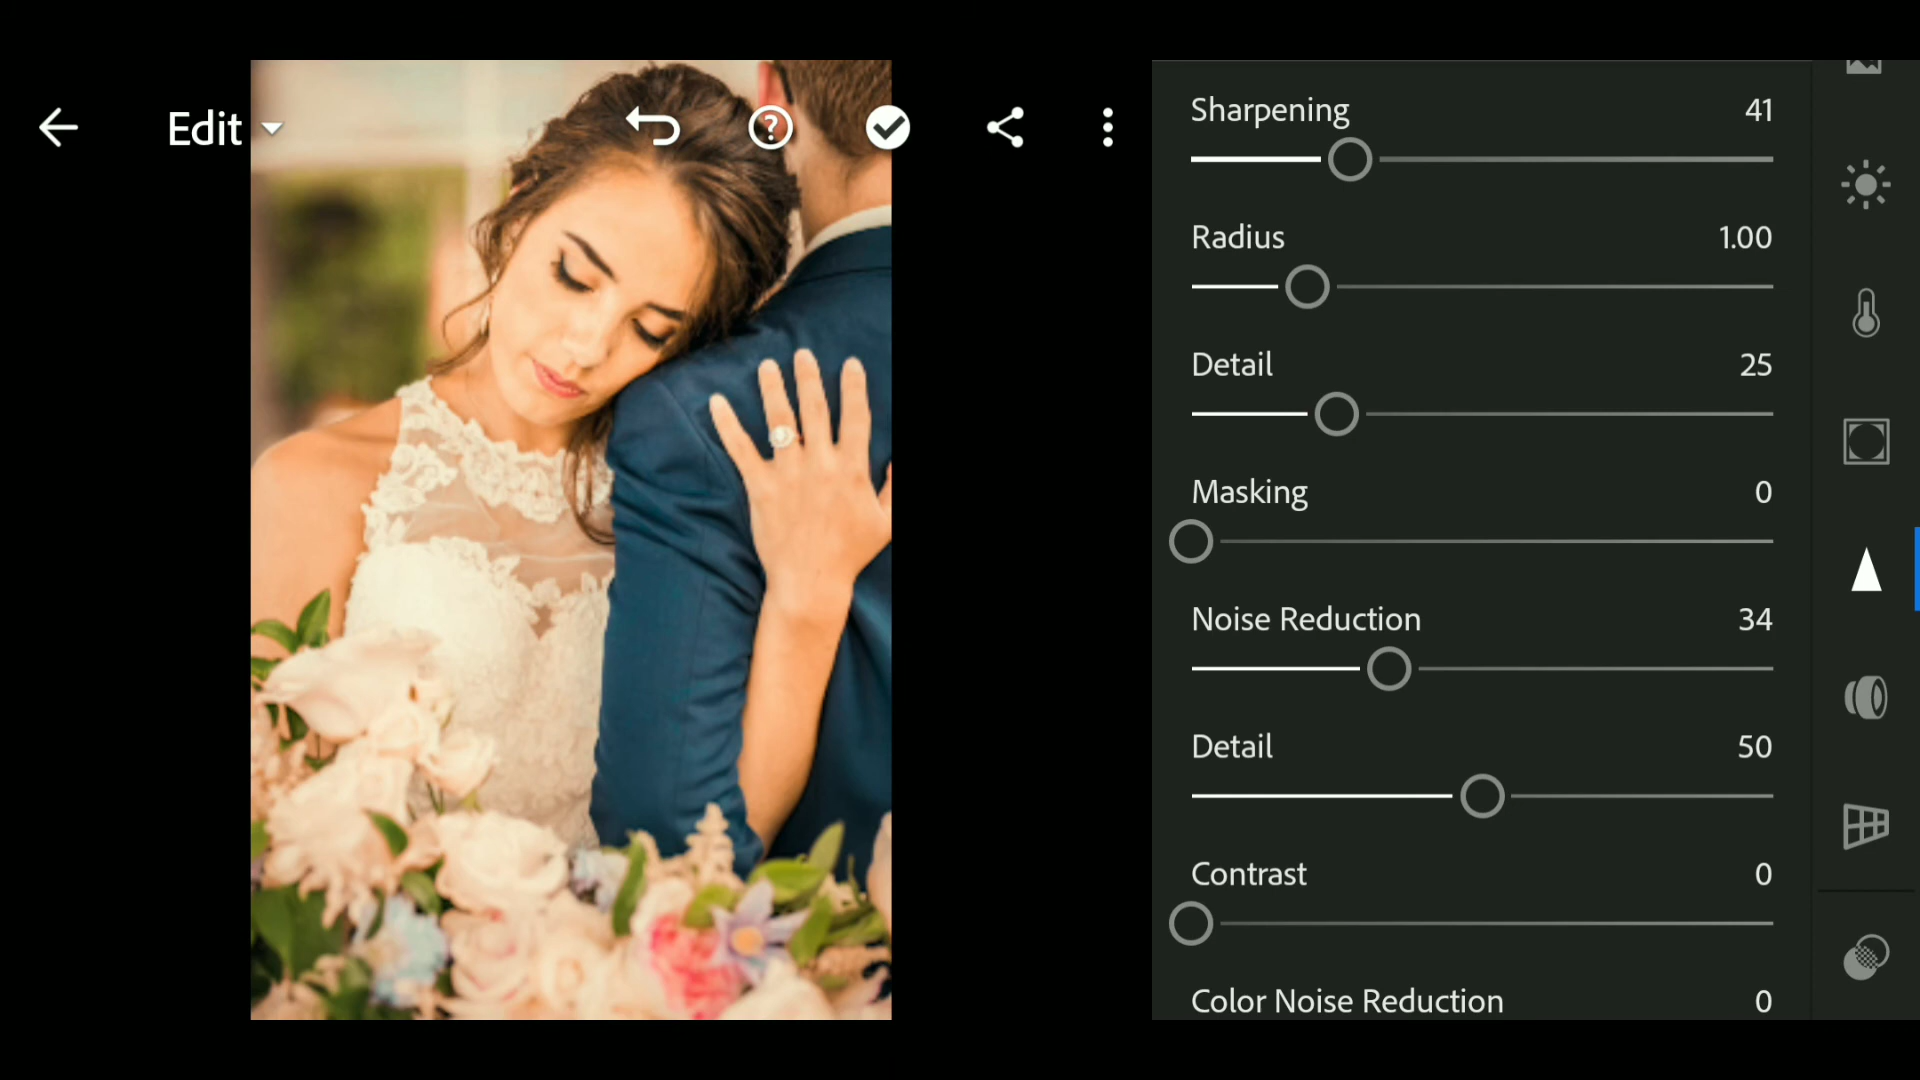 Edit
Sharpening 41
Radius 1.00
Detail 25
Masking 0
Noise Reduction 34
Detail 50
Contrast 0
Color Noise Reduction 0